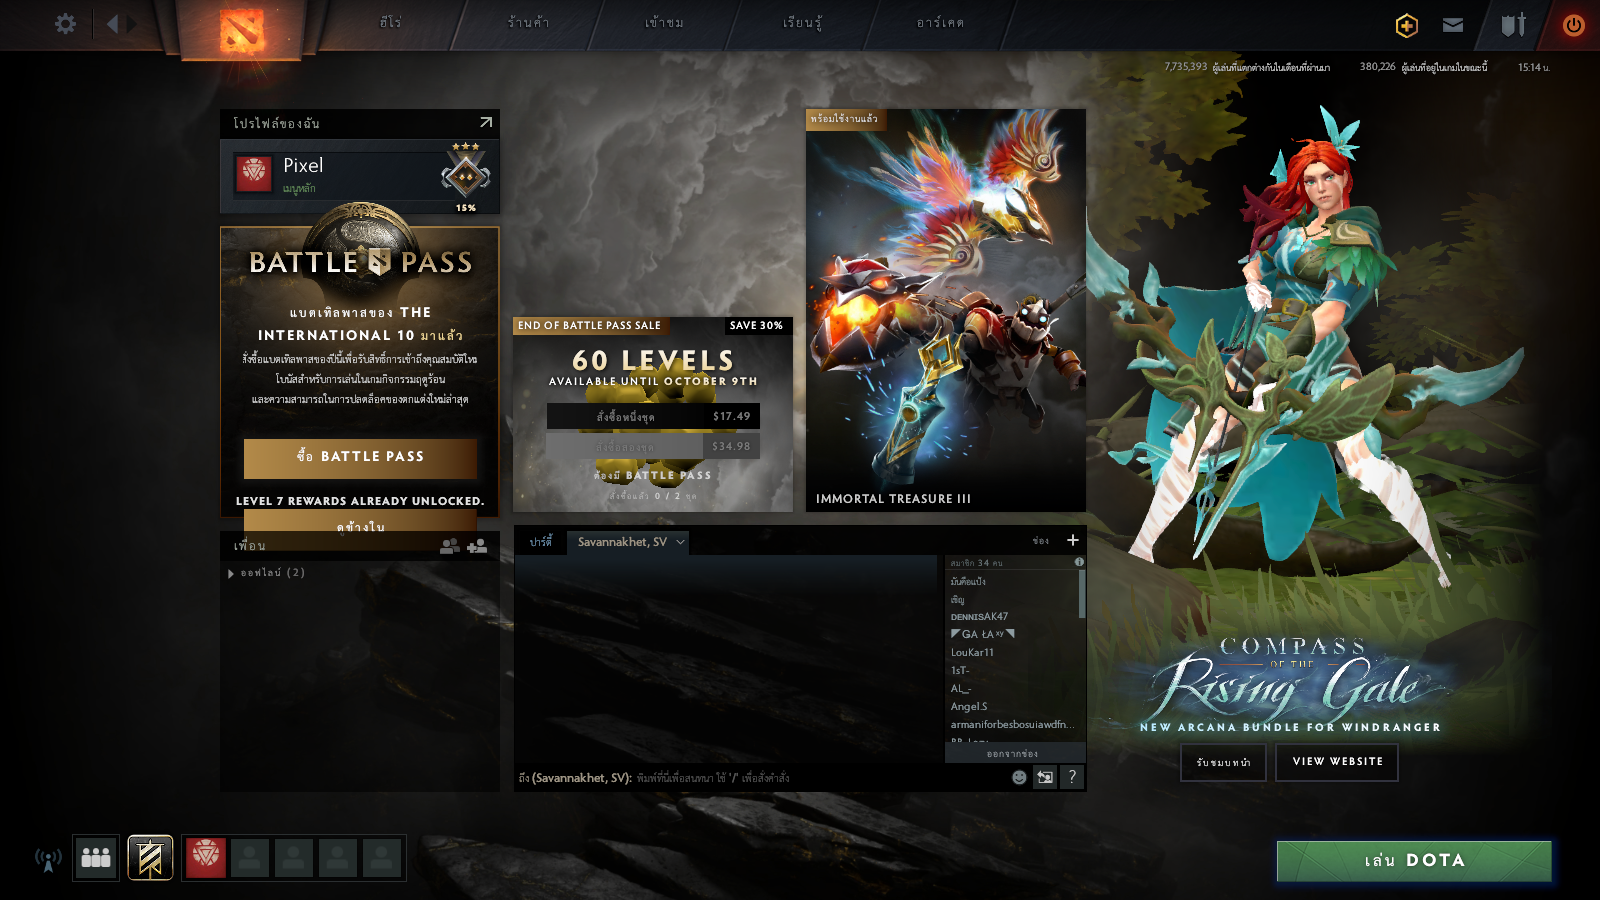 ฮีโร่
ร้านค้า
เข้าชม
เรียนรู้
อาร์เคด
7,735,393 ผู้เล่นที่แตกต่างกันในเดือนที่ผ่านมา
380,226 ผู้เล่นที่อยู่ในเกมในขณะนี้
15:14 น.
โปรไฟล์ของฉัน
Pixel
เมนูหลัก
15%
BATTLE PASS
แบตเทิลพาสของ THE
INTERNATIONAL 10 มาแล้ว
สั่งซื้อแบตเทิลพาสของปีนี้เพื่อรับสิทธิ์การเข้าถึงคุณสมบัติใหม่
โบนัสสำหรับการเล่นในเกมกิจกรรมฤดูร้อน
และความสามารถในการปลดล็อคของตกแต่งใหม่ล่าสุด
ซื้อ BATTLE PASS
LEVEL 7 REWARDS ALREADY UNLOCKED.
ดูข้างใน
END OF BATTLE PASS SALE
SAVE 30%
60 LEVELS
AVAILABLE UNTIL OCTOBER 9TH
สั่งซื้อหนึ่งชุด $17.49
สั่งซื้อสองชุด $34.98
ต้องมี BATTLE PASS
สั่งซื้อแล้ว 0 / 2 ชุด
พร้อมใช้งานแล้ว
IMMORTAL TREASURE III
เพื่อน
ออฟไลน์ (2)
ปาร์ตี้
Savannakhet, SV
ช่อง
สมาชิก 34 คน
มันคือแป้ง
เชิญ
DENNISAK47
◤GA ŁA ˣʸ◥
LouKar11
1sT-
AL_-
Angel.S
armaniforbesbosuiawdfn...
ออกจากช่อง
ถึง (Savannakhet, SV): พิมพ์ที่นี่เพื่อสนทนา ใช้ '/' เพื่อสั่งคำสั่ง
?
COMPASS
OF THE
Rising Gale
NEW ARCANA BUNDLE FOR WINDRANGER
รับชมบทนำ
VIEW WEBSITE
เล่น DOTA